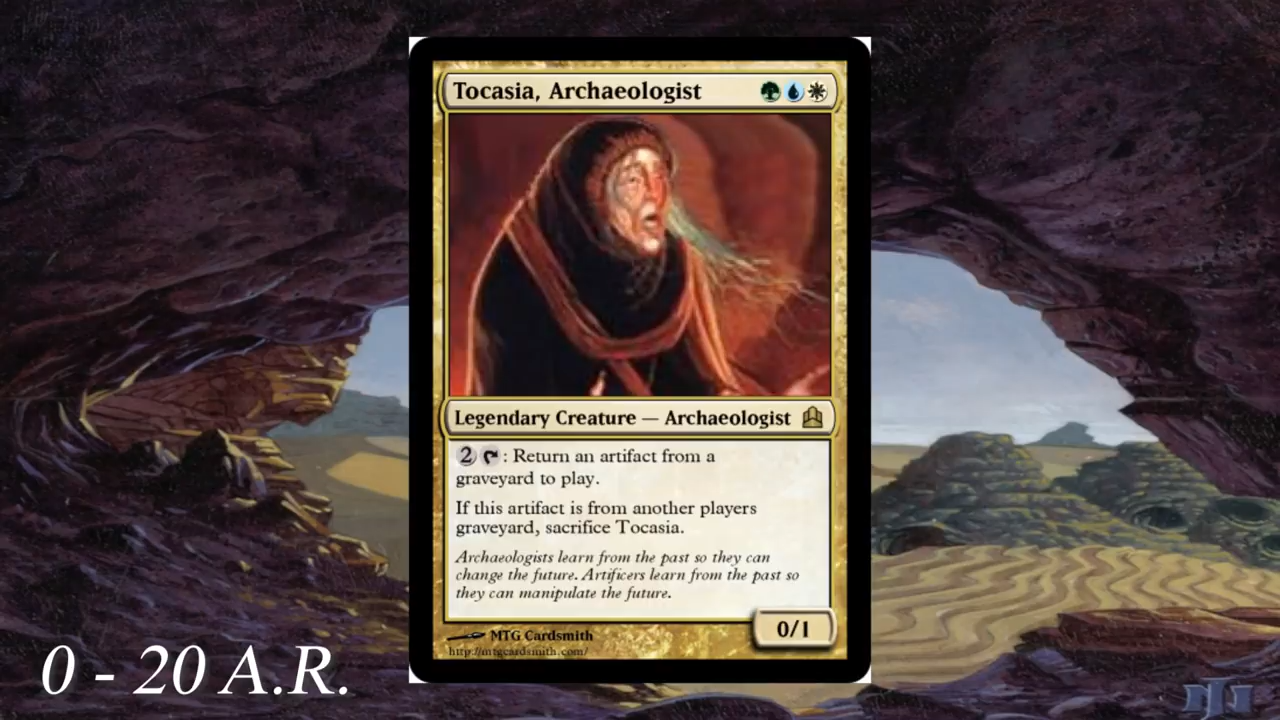 Tocasia, Archaeologist
Legendary Creature — Archaeologist
2 : Return an artifact from a
graveyard to play.
If this artifact is from another players
graveyard, sacrifice Tocasia.
Archaeologists learn from the past so they can
change the future. Artificers learn from the past so
they can manipulate the future.
0/1
MTG Cardsmith
http://mtgcardsmith.com/
0 - 20 A.R.